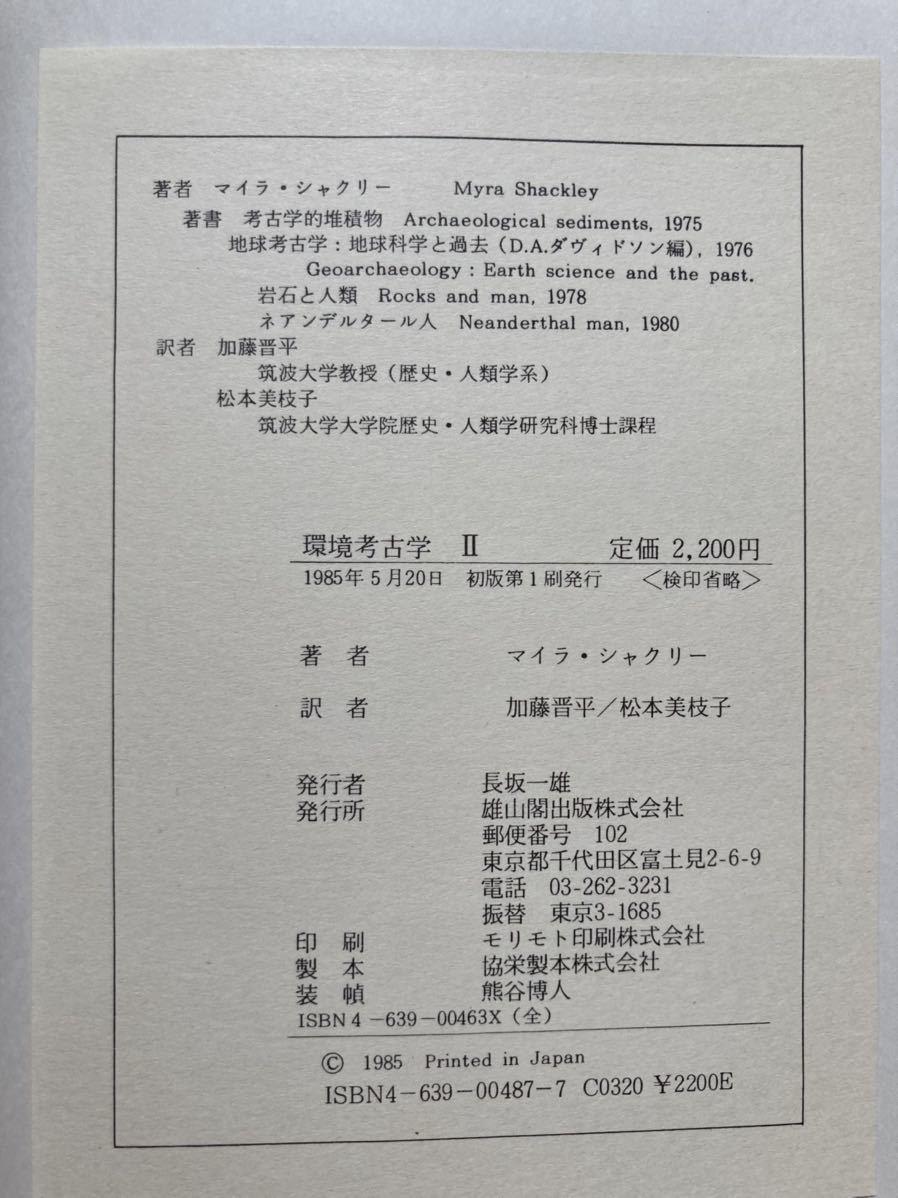 著者 マイラ・シャクリー Myra Shackley
著書 考古学的堆積物 Archaeological sediments, 1975
地球考古学：地球科学と過去（D.A.ダヴィドソン編）, 1976
Geoarchaeology : Earth science and the past.
岩石と人類 Rocks and man, 1978
ネアンデルタール人 Neanderthal man, 1980
訳者 加藤晋平
筑波大学教授（歴史・人類学系）
松本美枝子
筑波大学大学院歴史・人類学研究科博士課程
環境考古学 Ⅱ 定価 2,200円
1985年5月20日 初版第1刷発行 〈検印省略〉
著者 マイラ・シャクリー
訳者 加藤晋平／松本美枝子
発行者 長坂一雄
発行所 雄山閣出版株式会社
郵便番号 102
東京都千代田区富士見2-6-9
電話 03-262-3231
振替 東京3-1685
印刷 モリモト印刷株式会社
製本 協栄製本株式会社
装幀 熊谷博人
ISBN4-639-00463X（全）
© 1985 Printed in Japan
ISBN4-639-00487-7 C0320 ¥2200E